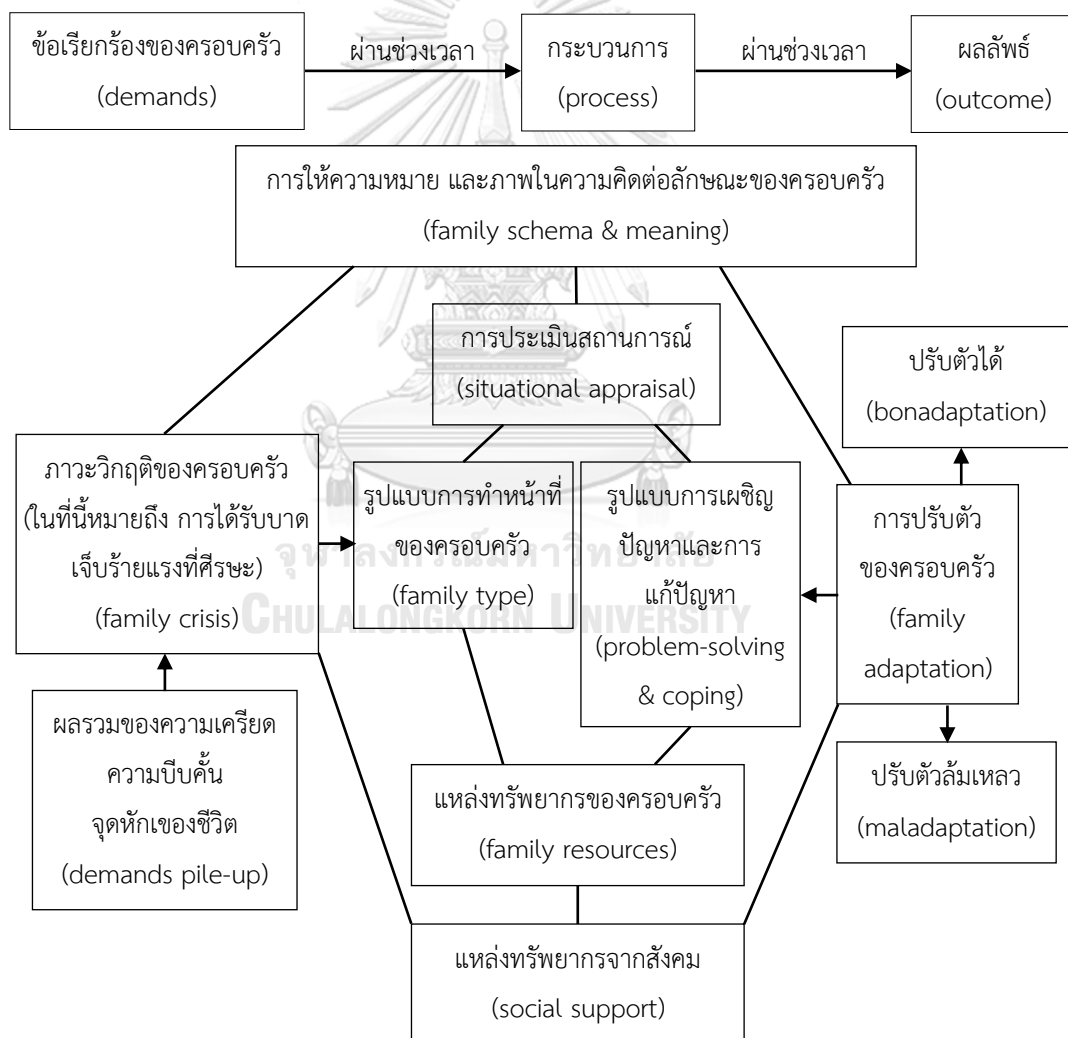 ข้อเรียกร้องของครอบครัว
(demands)
ผ่านช่วงเวลา
กระบวนการ
(process)
ผ่านช่วงเวลา
ผลลัพธ์
(outcome)
การให้ความหมาย และภาพในความคิดต่อลักษณะของครอบครัว
(family schema & meaning)
การประเมินสถานการณ์
(situational appraisal)
ปรับตัวได้
(bonadaptation)
ภาวะวิกฤติของครอบครัว
(ในที่นี้หมายถึง การได้รับบาด
เจ็บร้ายแรงที่ศีรษะ)
(family crisis)
รูปแบบการทำหน้าที่
ของครอบครัว
(family type)
รูปแบบการเผชิญ
ปัญหาและการ
แก้ปัญหา
(problem-solving
& coping)
การปรับตัว
ของครอบครัว
(family
adaptation)
จุฬาลงกรณ์มหาวิทยาลัย
CHULALONGKORN UNIVERSITY
ผลรวมของความเครียด
ความบีบคั้น
จุดหักเของชีวิต
(demands pile-up)
แหล่งทรัพยากรของครอบครัว
(family resources)
ปรับตัวล้มเหลว
(maladaptation)
แหล่งทรัพยากรจากสังคม
(social support)